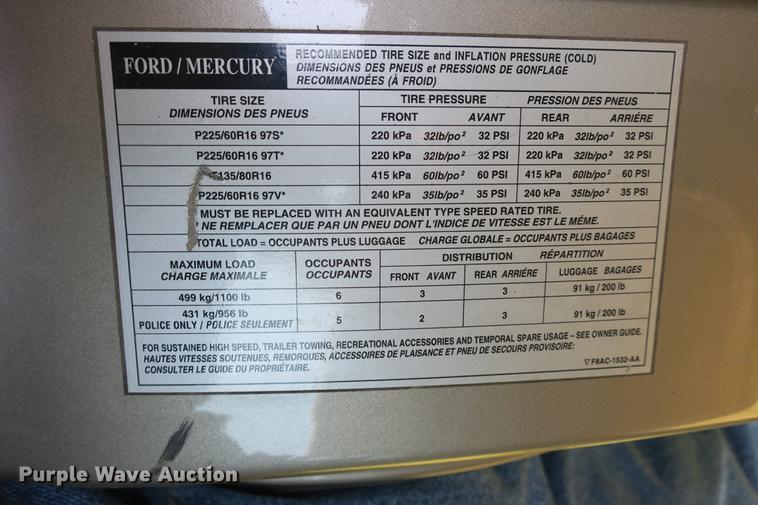 FORD / MERCURY
RECOMMENDED TIRE SIZE and INFLATION PRESSURE (COLD)
DIMENSIONS DES PNEUS et PRESSIONS DE GONFLAGE
RECOMMANDÉES (À FROID)
TIRE SIZE
DIMENSIONS DES PNEUS
TIRE PRESSURE PRESSION DES PNEUS
FRONT AVANT REAR ARRIÉRE
P225/60R16 97S* 220 kPa 32lb/po² 32 PSI 220 kPa 32lb/po² 32 PSI
P225/60R16 97T* 220 kPa 32lb/po² 32 PSI 220 kPa 32lb/po² 32 PSI
T135/80R16 415 kPa 60lb/po² 60 PSI 415 kPa 60lb/po² 60 PSI
P225/60R16 97V* 240 kPa 35lb/po² 35 PSI 240 kPa 35lb/po² 35 PSI
MUST BE REPLACED WITH AN EQUIVALENT TYPE SPEED RATED TIRE.
* NE REMPLACER QUE PAR UN PNEU DONT L'INDICE DE VITESSE EST LE MÉME.
TOTAL LOAD = OCCUPANTS PLUS LUGGAGE CHARGE GLOBALE = OCCUPANTS PLUS BAGAGES
MAXIMUM LOAD
CHARGE MAXIMALE
OCCUPANTS
OCCUPANTS
DISTRIBUTION RÉPARTITION
FRONT AVANT REAR ARRIÉRE LUGGAGE BAGAGES
499 kg/1100 lb 6 3 3 91 kg / 200 lb
431 kg/956 lb
POLICE ONLY / POLICE SEULEMENT 5 2 3 91 kg / 200 lb
FOR SUSTAINED HIGH SPEED, TRAILER TOWING, RECREATIONAL ACCESSORIES AND TEMPORAL SPARE USAGE – SEE OWNER GUIDE.
HAUTES VITESSES SOUTENUES, REMORQUES, ACCESSOIRES DE PLAISANCE ET PNEU DE SECOURS PROVISOIRE:
CONSULTER LE GUIDE DU PROPRIÉTAIRE.
▽ F8AC-1532-AA
Purple Wave Auction